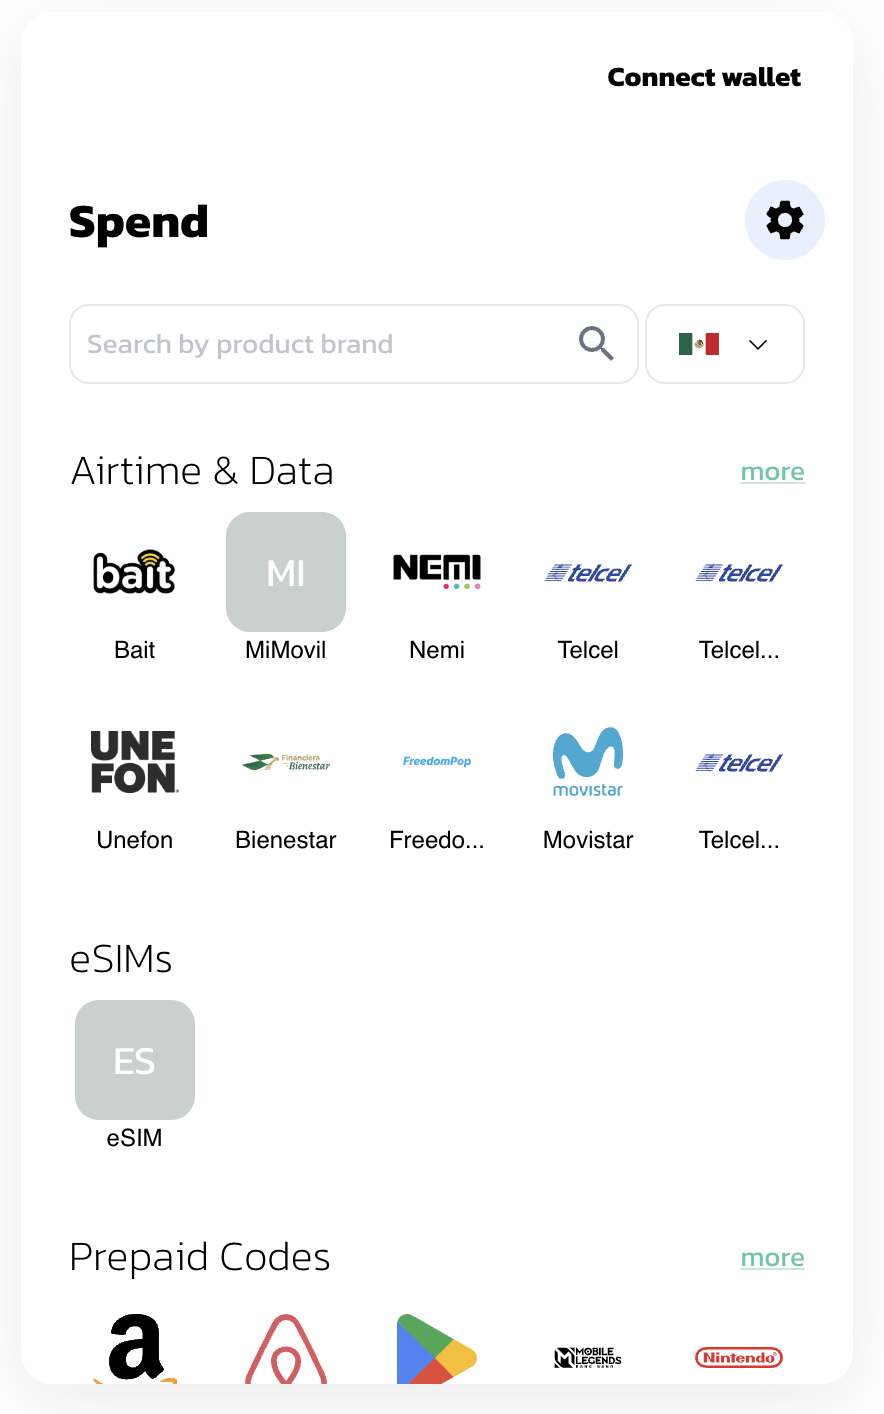 Connect wallet
Spend
Search by product brand
Airtime & Data
more
bait
MI
NEMI
telcel
telcel
Bait
MiMovil
Nemi
Telcel
Telcel...
UNE
FON
Financiera
Bienestar
FreedomPop
movistar
telcel
Unefon
Bienestar
Freedo...
Movistar
Telcel...
eSIMs
ES
eSIM
Prepaid Codes
more
a
MOBILE
LEGENDS
BANG BANG
Nintendo